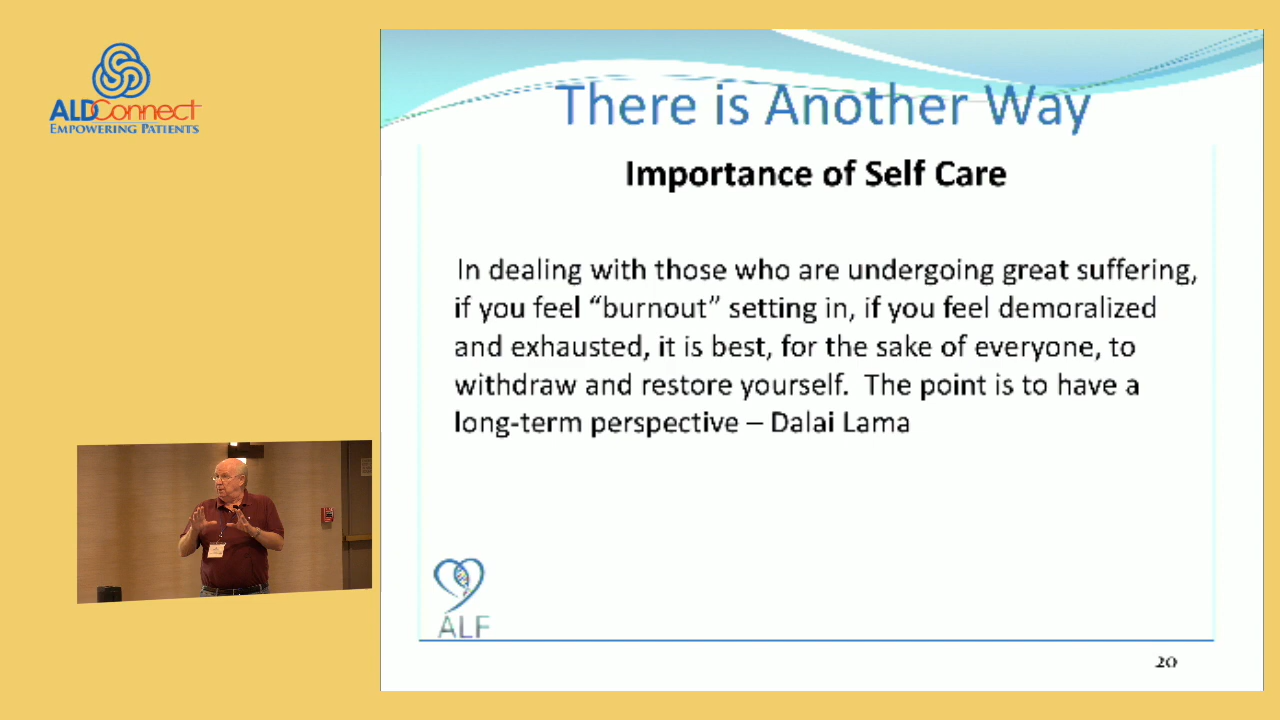 ALDConnect
EMPOWERING PATIENTS
There is Another Way
Importance of Self Care
In dealing with those who are undergoing great suffering,
if you feel “burnout” setting in, if you feel demoralized
and exhausted, it is best, for the sake of everyone, to
withdraw and restore yourself.  The point is to have a
long-term perspective – Dalai Lama
ALF
20